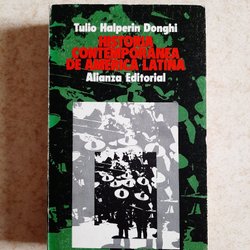 Tulio Halperin Donghi
HISTORIA
CONTEMPORANEA
DE AMERICA LATINA
Alianza Editorial